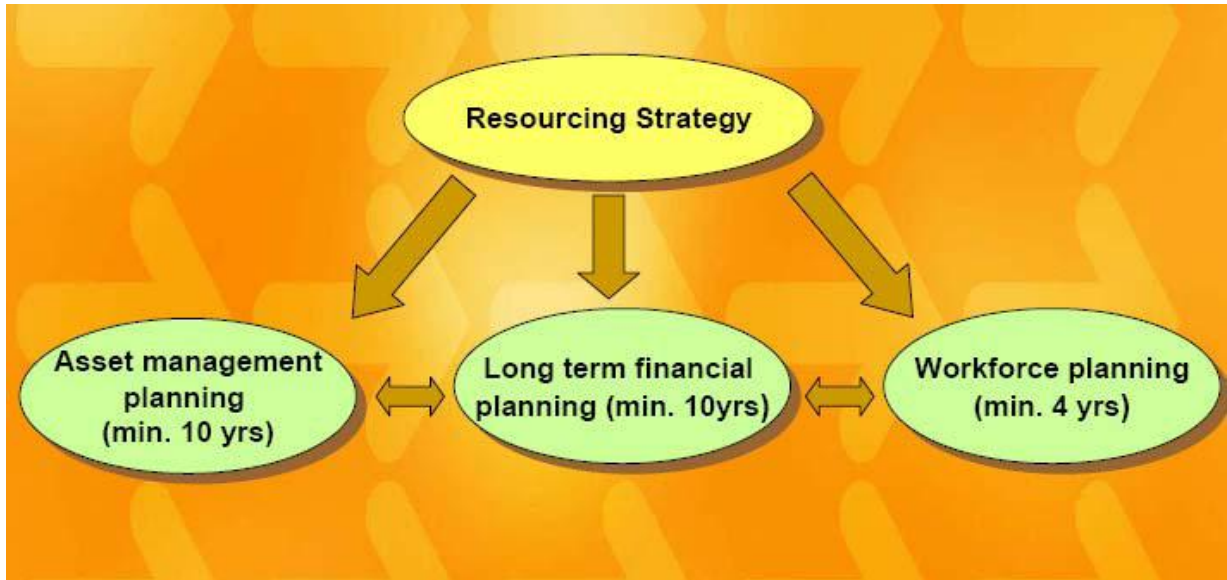 Resourcing Strategy
Asset management
planning
(min. 10 yrs)
Long term financial
planning (min. 10yrs)
Workforce planning
(min. 4 yrs)